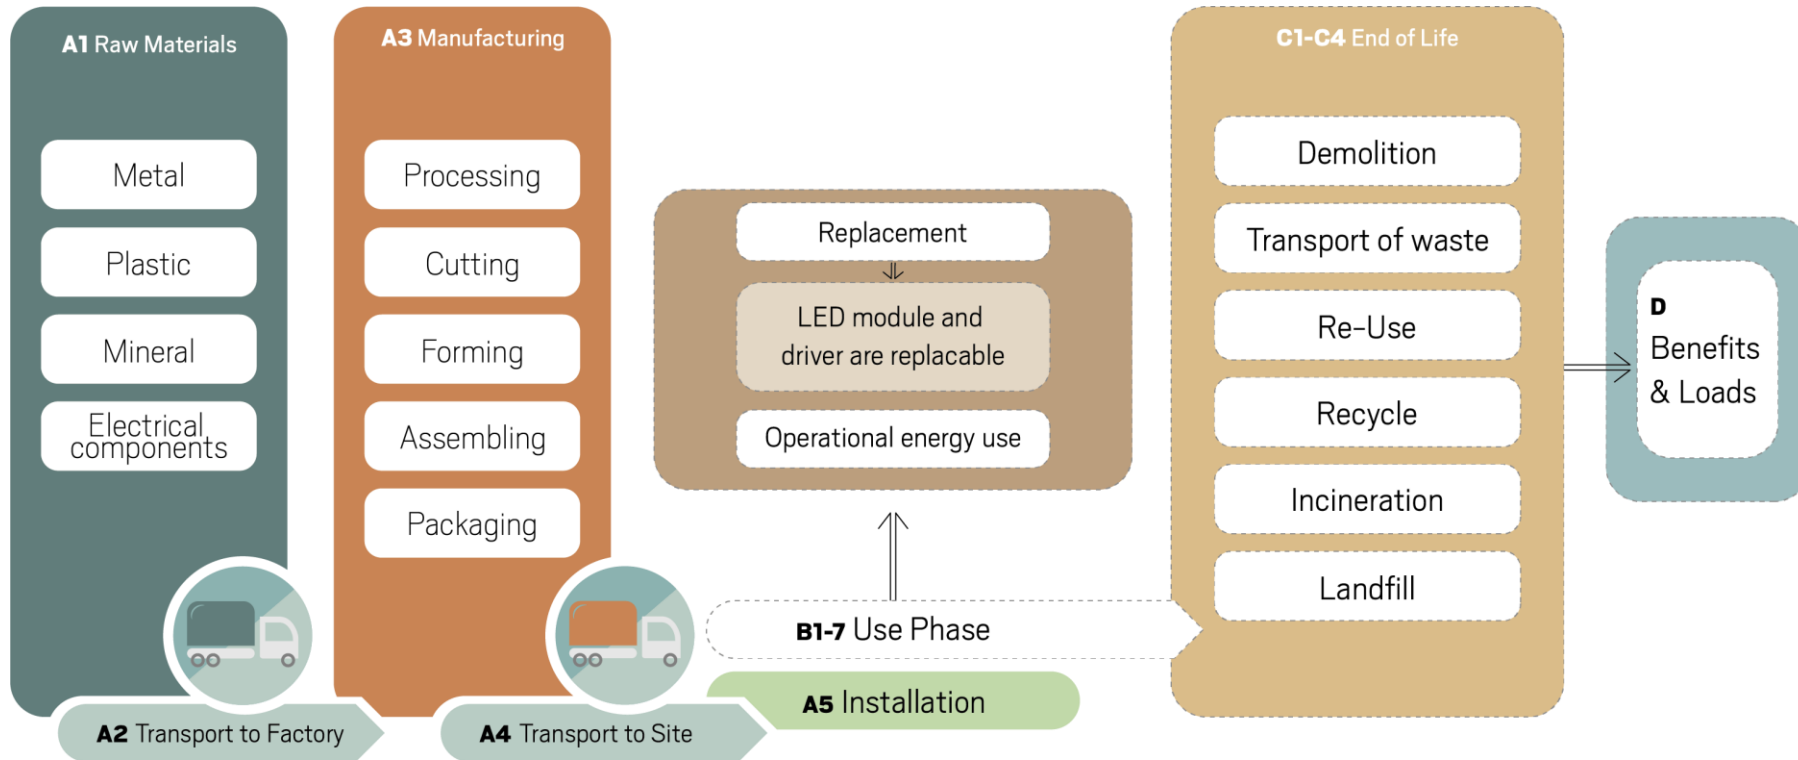 A1 Raw Materials
Metal
Plastic
Mineral
Electrical
components
A2 Transport to Factory
A3 Manufacturing
Processing
Cutting
Forming
Assembling
Packaging
A4 Transport to Site
A5 Installation
B1-7 Use Phase
Replacement
LED module and
driver are replacable
Operational energy use
C1-C4 End of Life
Demolition
Transport of waste
Re-Use
Recycle
Incineration
Landfill
D
Benefits
& Loads